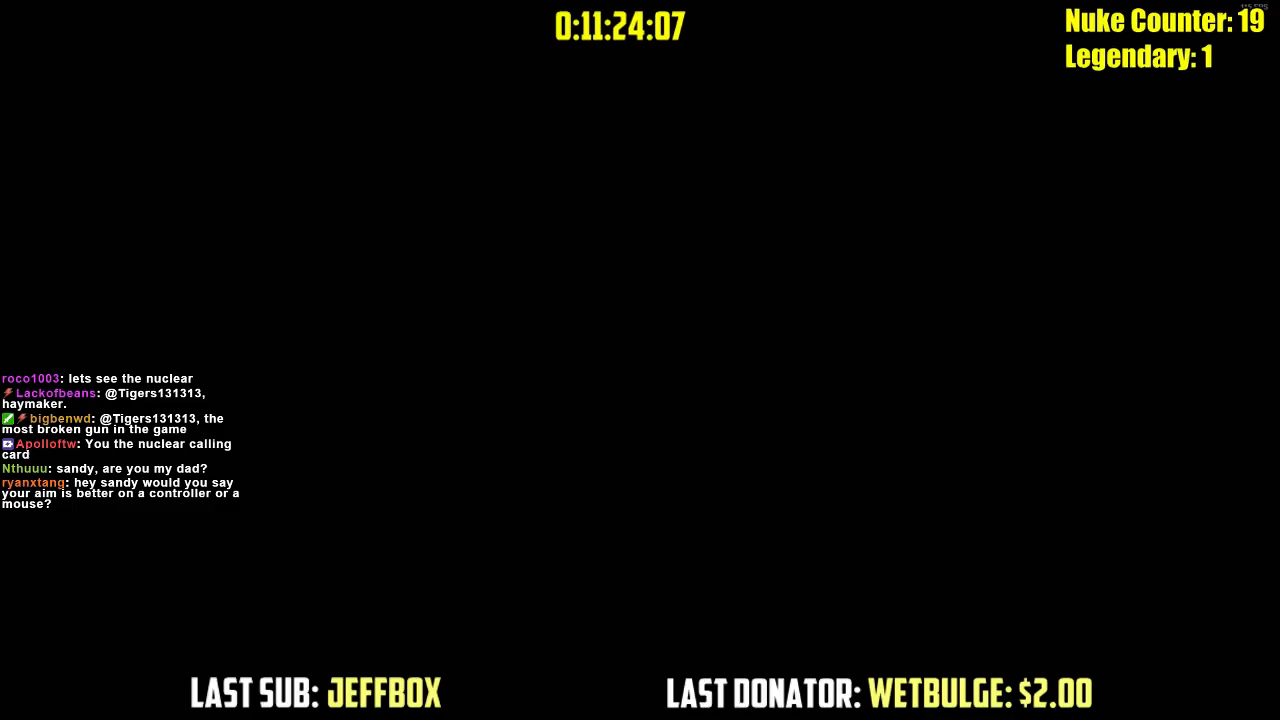 0:11:24:07
Nuke Counter: 19
Legendary: 1
roco1003: lets see the nuclear
Lackofbeans: @Tigers131313,
haymaker.
bigbenwd: @Tigers131313, the
most broken gun in the game
Apolloftw: You the nuclear calling
card
Nthuuu: sandy, are you my dad?
ryanxtang: hey sandy would you say
your aim is better on a controller or a
mouse?
LAST SUB: JEFFBOX
LAST DONATOR: WETBULGE: $2.00